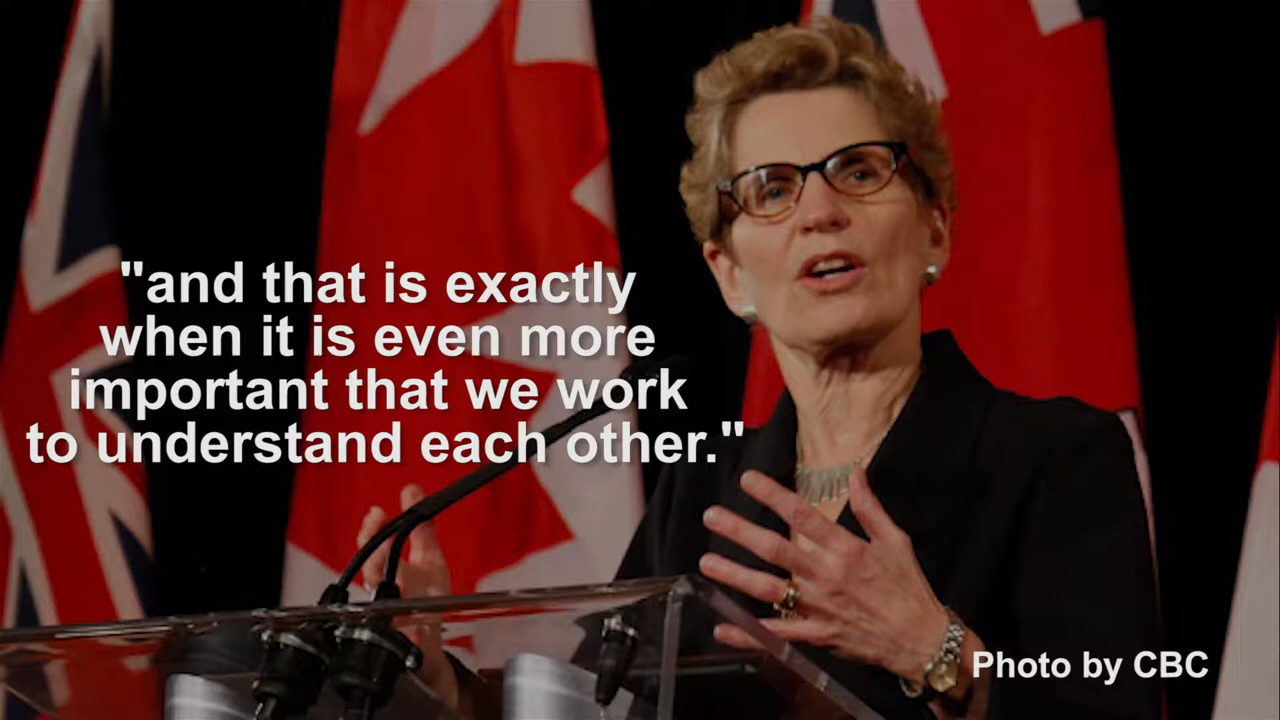 "and that is exactly
when it is even more
important that we work
to understand each other."
Photo by CBC